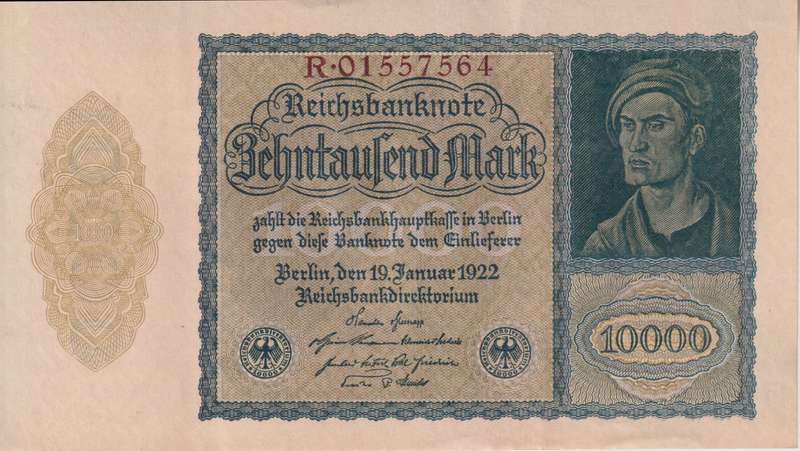 R·01557564
Reichsbanknote
Zehntausend Mark
10000
zahlt die Reichsbankhauptkasse in Berlin
gegen diese Banknote dem Einlieferer
Berlin, den 19. Januar 1922
Reichsbankdirektorium
10000